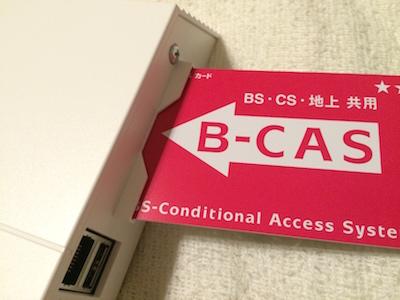 カード
BS・CS・地上 共用
B-CAS
S-Conditional Access Syste